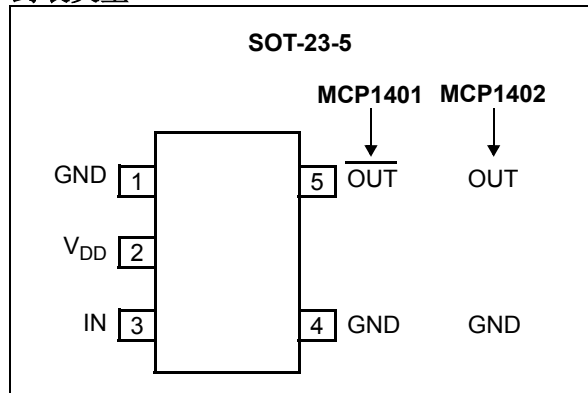 SOT-23-5
MCP1401 MCP1402
GND 1 5 OUT OUT
VDD 2
IN 3 4 GND GND